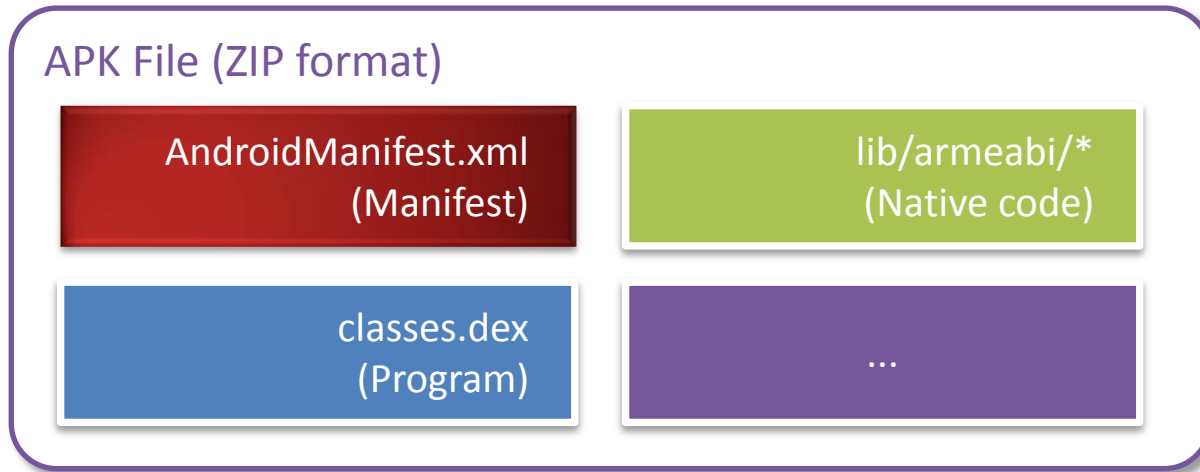 APK File (ZIP format)
AndroidManifest.xml
(Manifest)
lib/armeabi/*
(Native code)
classes.dex
(Program)
...